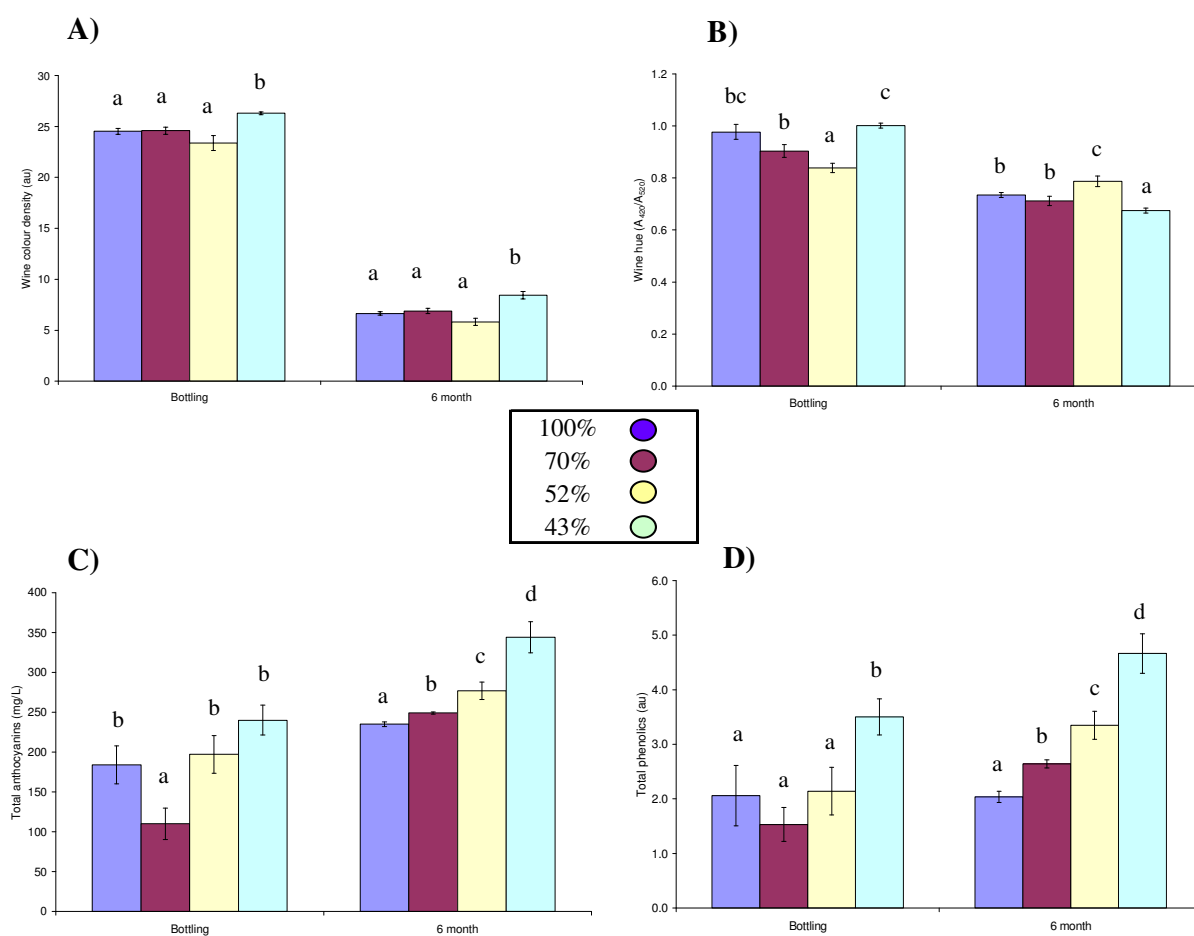 A)
Wine colour density (au)
30
25
20
15
10
5
0
a a a b
a a a b
Bottling 6 month
B)
Wine hue (A420/A520)
1.2
1.0
0.8
0.6
0.4
0.2
0.0
bc b a c
b b c a
Bottling 6 month
100%
70%
52%
43%
C)
Total anthocyanins (mg/L)
400
350
300
250
200
150
100
50
0
b a b b
a b c d
Bottling 6 month
D)
Total phenolics (au)
6.0
5.0
4.0
3.0
2.0
1.0
0.0
a a a b
a b c d
Bottling 6 month